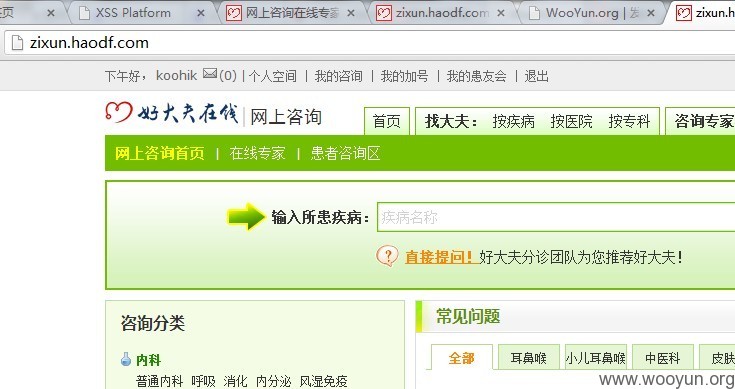 连页 XSS Platform 网上咨询在线专家 zixun.haodf.com WooYun.org | 发 zixun.h
zixun.haodf.com
下午好，koohik (0) | 个人空间 | 我的咨询 | 我的加号 | 我的患友会 | 退出
好大夫在线 网上咨询 首页 找大夫： 按疾病 按医院 按专科 咨询专家
网上咨询首页 | 在线专家 | 患者咨询区
输入所患疾病： 疾病名称
直接提问！ 好大夫分诊团队为您推荐好大夫！
咨询分类 常见问题
内科 全部 耳鼻喉 小儿耳鼻喉 中医科 皮肤
普通内科 呼吸 消化 内分泌 风湿免疫
www.wooyun.org